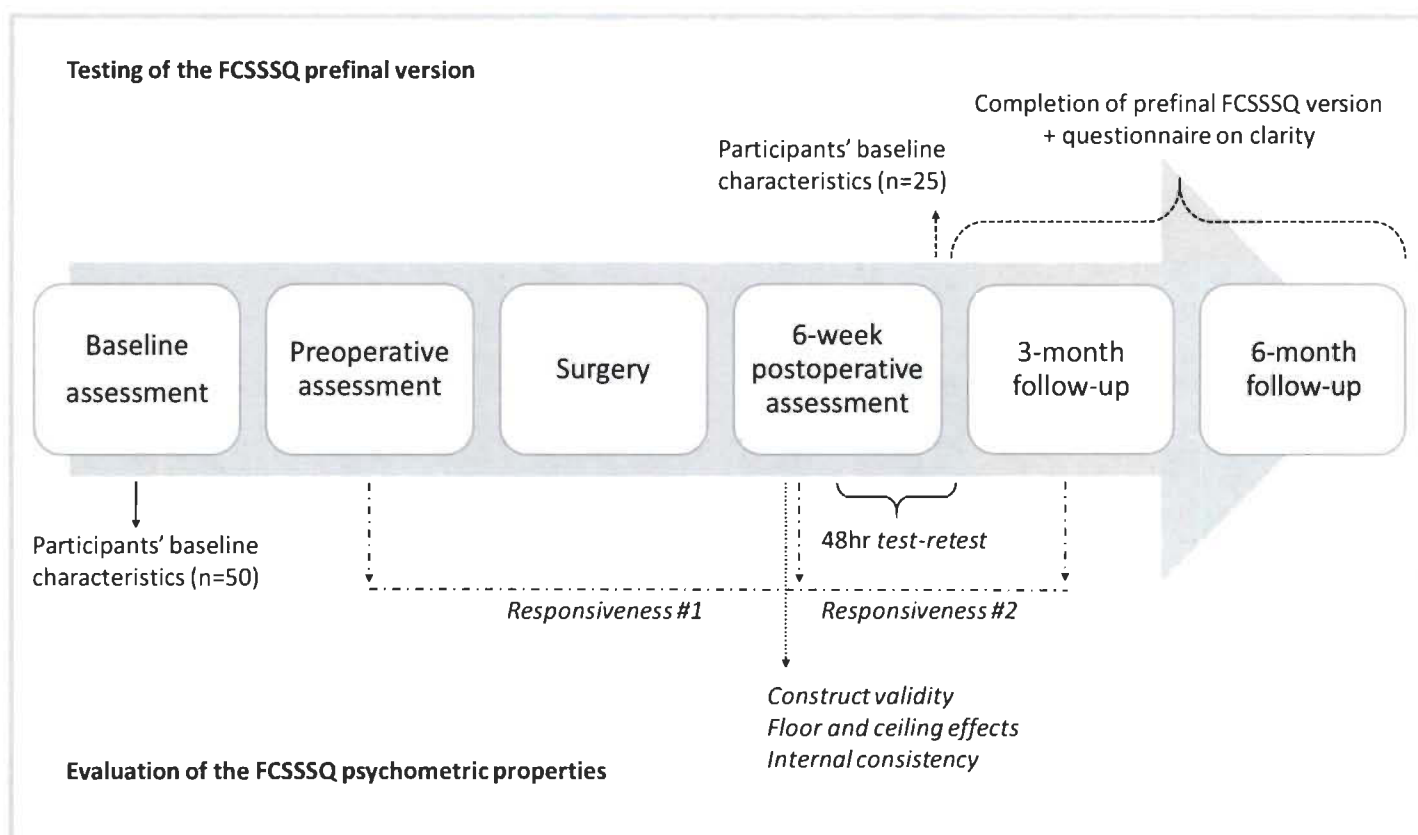 Testing of the FCSSSQ prefinal version
Completion of prefinal FCSSSQ version
+ questionnaire on clarity
Participants' baseline
characteristics (n=25)
Baseline
assessment
Preoperative
assessment
Surgery
6-week
postoperative
assessment
3-month
follow-up
6-month
follow-up
Participants' baseline
characteristics (n=50)
48hr test-retest
Responsiveness #1
Responsiveness #2
Construct validity
Floor and ceiling effects
Internal consistency
Evaluation of the FCSSSQ psychometric properties